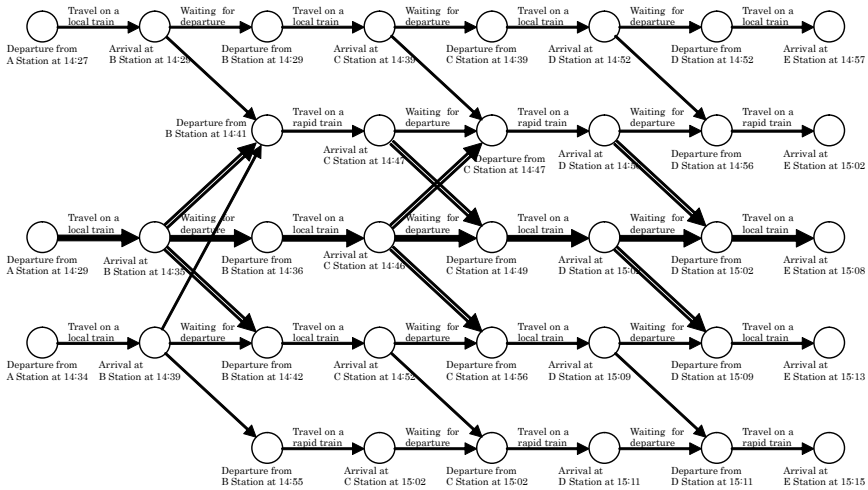 Travel on a
local train
Waiting for
departure
Travel on a
local train
Waiting for
departure
Travel on a
local train
Waiting for
departure
Travel on a
local train
Departure from
A Station at 14:27
Arrival at
B Station at 14:29
Departure from
B Station at 14:29
Arrival at
C Station at 14:39
Departure from
C Station at 14:39
Arrival at
D Station at 14:52
Departure from
D Station at 14:52
Arrival at
E Station at 14:57
Departure from
B Station at 14:41
Travel on a
rapid train
Waiting for
departure
Travel on a
rapid train
Waiting for
departure
Travel on a
rapid train
Arrival at
C Station at 14:47
Departure from
C Station at 14:47
Arrival at
D Station at
Departure from
D Station at 14:56
Arrival at
E Station at 15:02
Travel on a
local train
Waiting for
departure
Travel on a
local train
Waiting for
departure
Travel on a
local train
Waiting for
departure
Travel on a
local train
Departure from
A Station at 14:29
Arrival at
B Station at 14:35
Departure from
B Station at 14:36
Arrival at
C Station at 14:46
Departure from
C Station at 14:49
Arrival at
D Station at
Departure from
D Station at 15:02
Arrival at
E Station at 15:08
Travel on a
local train
Waiting for
departure
Travel on a
local train
Waiting for
departure
Travel on a
local train
Waiting for
departure
Travel on a
local train
Departure from
A Station at 14:34
Arrival at
B Station at 14:39
Departure from
B Station at 14:42
Arrival at
C Station at 14:52
Departure from
C Station at 14:56
Arrival at
D Station at 15:09
Departure from
D Station at 15:09
Arrival at
E Station at 15:13
Travel on a
rapid train
Waiting for
departure
Travel on a
rapid train
Waiting for
departure
Travel on a
rapid train
Departure from
B Station at 14:55
Arrival at
C Station at 15:02
Departure from
C Station at 15:02
Arrival at
D Station at 15:11
Departure from
D Station at 15:11
Arrival at
E Station at 15:15